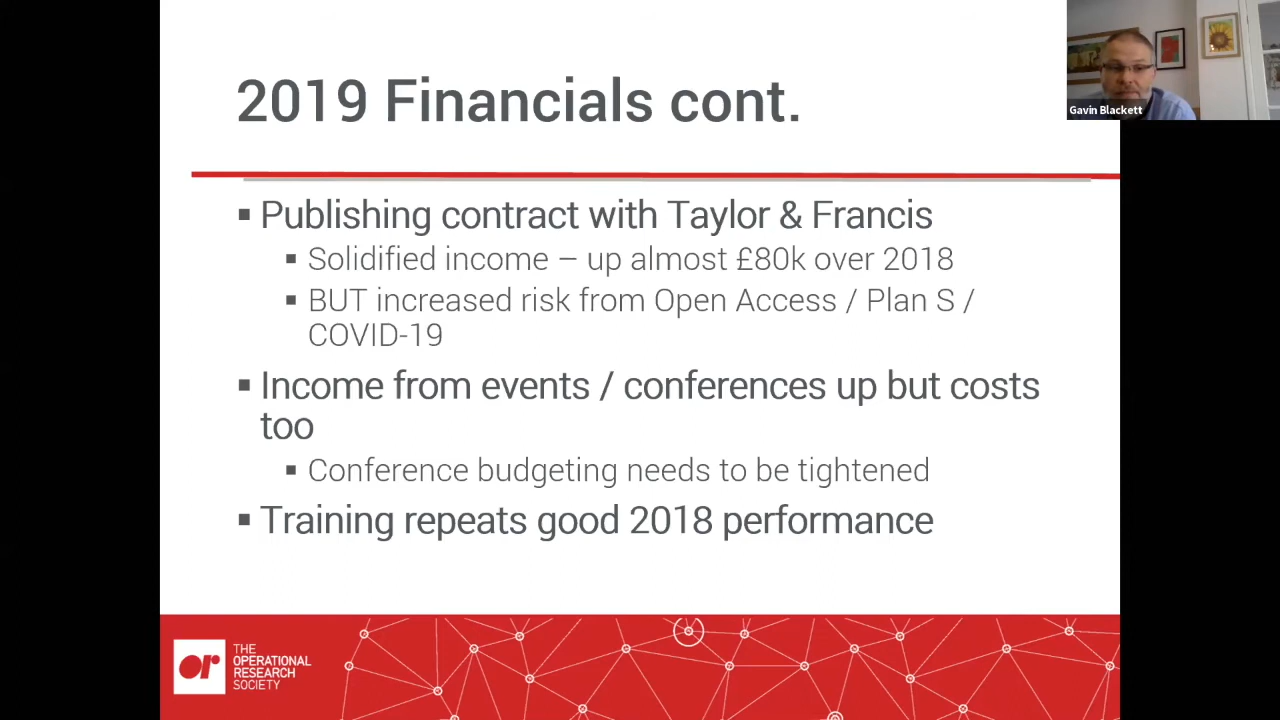 2019 Financials cont.
Gavin Blackett
▪ Publishing contract with Taylor & Francis
▪ Solidified income – up almost £80k over 2018
▪ BUT increased risk from Open Access / Plan S /
COVID-19
▪ Income from events / conferences up but costs
too
▪ Conference budgeting needs to be tightened
▪ Training repeats good 2018 performance
or
THE
OPERATIONAL
RESEARCH
SOCIETY